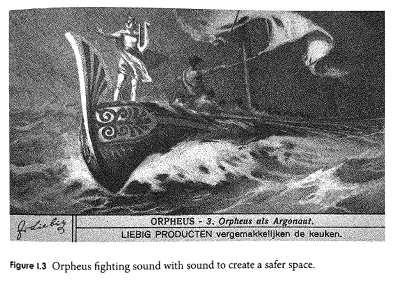 ORPHEUS - 3. Orpheus als Argonaut.
J. v. Liebig
LIEBIG PRODUCTEN vergemakkelijken de keuken.
Figure I.3 Orpheus fighting sound with sound to create a safer space.